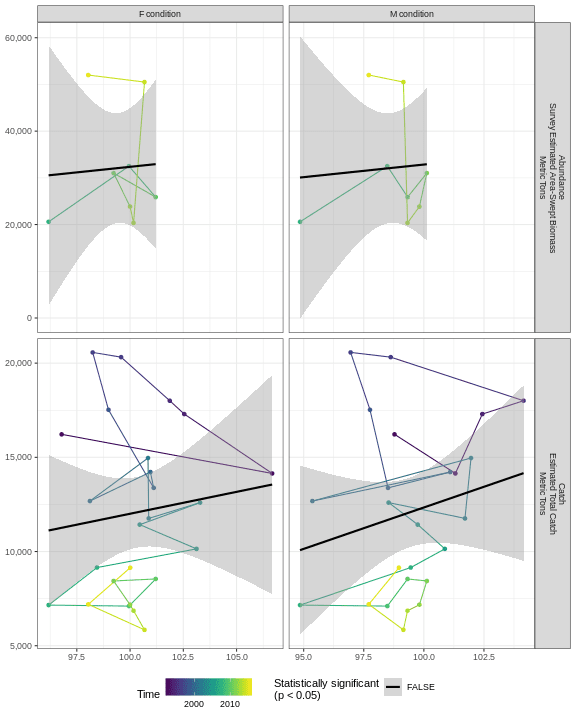 F condition
M condition
60,000
40,000
20,000
0
Abundance
Survey Estimated Area-Swept Biomass
Metric Tons
20,000
15,000
10,000
5,000
Catch
Estimated Total Catch
Metric Tons
97.5 100.0 102.5 105.0
95.0 97.5 100.0 102.5
Time
2000 2010
Statistically significant
(p < 0.05)
FALSE